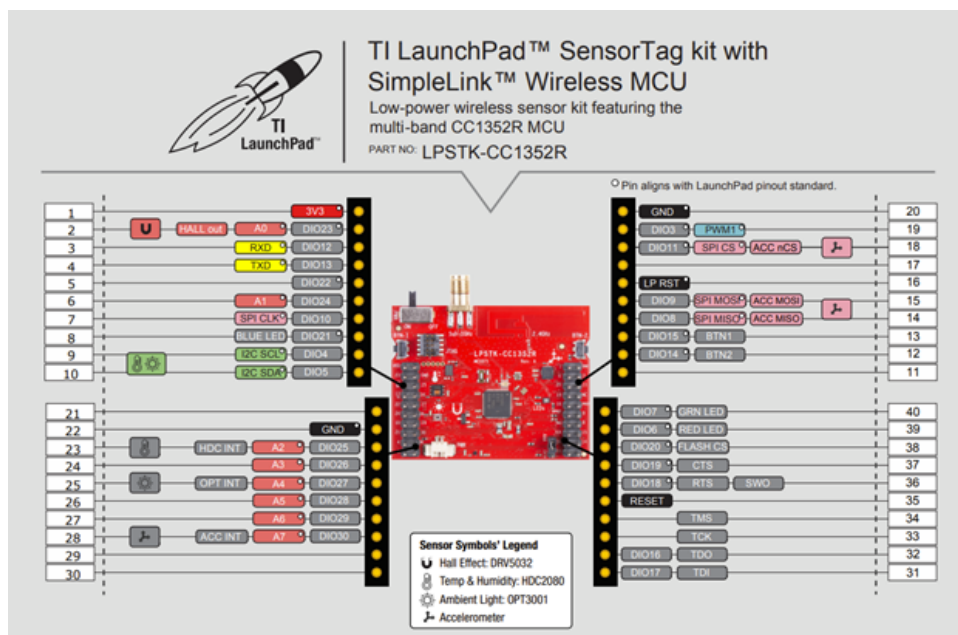 TI LaunchPad™ SensorTag kit with
SimpleLink™ Wireless MCU
Low-power wireless sensor kit featuring the
multi-band CC1352R MCU
PART NO: LPSTK-CC1352R
TI
LaunchPad™
Pin aligns with LaunchPad pinout standard.
1 3V3
2 HALL out A0 DIO23
3 RXD DIO12
4 TXD DIO13
5 DIO22
6 A1 DIO24
7 SPI CLK DIO10
8 BLUE LED DIO21
9 I2C SCL DIO4
10 I2C SDA DIO5
GND 20
DIO3 PWM1 19
DIO11 SPI CS ACC nCS 18
17
LP RST 16
DIO9 SPI MOSI ACC MOSI 15
DIO8 SPI MISO ACC MISO 14
DIO15 BTN1 13
DIO14 BTN2 12
11
LPSTK-CC1352R
21
22 GND
23 HDC INT A2 DIO25
24 A3 DIO26
25 OPT INT A4 DIO27
26 A5 DIO28
27 A6 DIO29
28 ACC INT A7 DIO30
29
30
DIO7 GRN LED 40
DIO6 RED LED 39
DIO20 FLASH CS 38
DIO19 CTS 37
DIO18 RTS SWO 36
RESET 35
TMS 34
TCK 33
DIO16 TDO 32
DIO17 TDI 31
Sensor Symbols' Legend
Hall Effect: DRV5032
Temp & Humidity: HDC2080
Ambient Light: OPT3001
Accelerometer